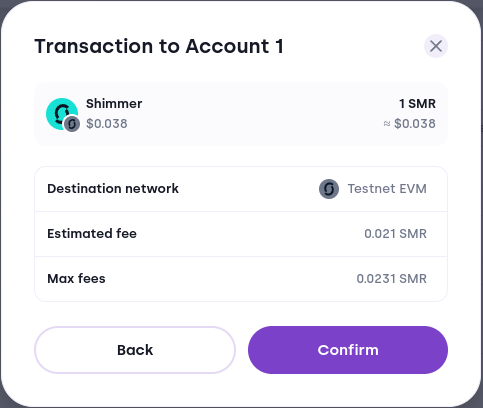 Transaction to Account 1
Shimmer 1 SMR
$0.038 ≈ $0.038
Destination network Testnet EVM
Estimated fee 0.021 SMR
Max fees 0.0231 SMR
Back Confirm